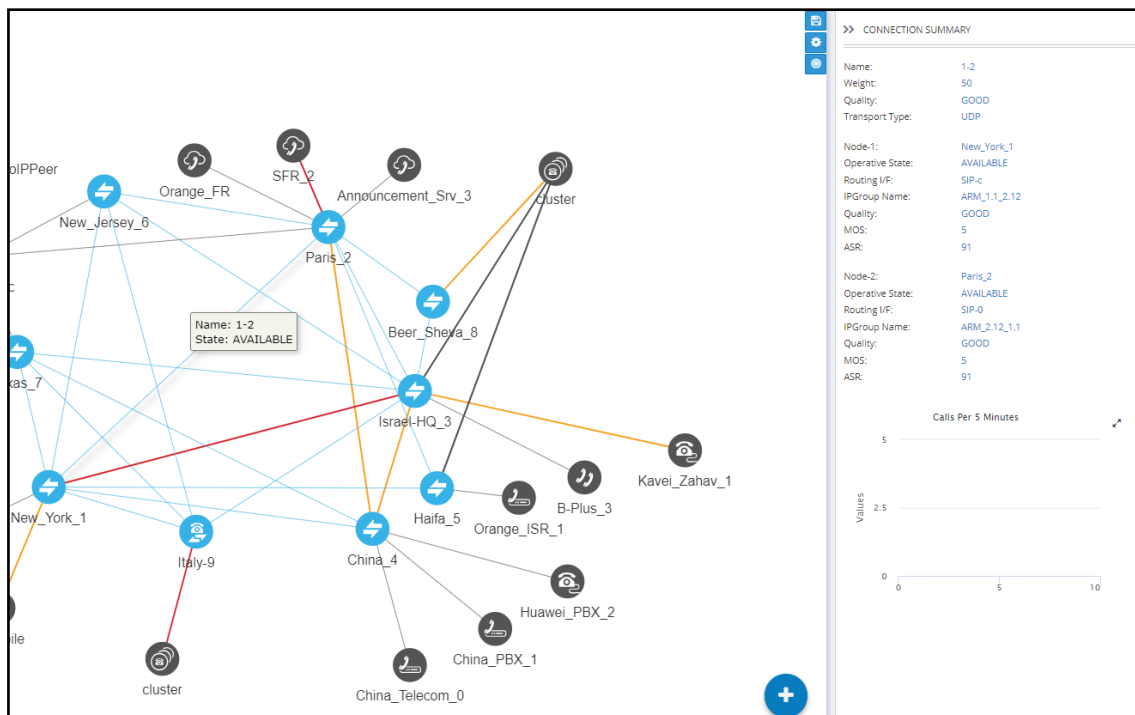 CONNECTION SUMMARY
Name: 1-2
Weight: 50
Quality: GOOD
Transport Type: UDP
Node-1: New_York_1
Operative State: AVAILABLE
Routing I/F: SIP-c
IPGroup Name: ARM_1.1_2.12
Quality: GOOD
MOS: 5
ASR: 91
Node-2: Paris_2
Operative State: AVAILABLE
Routing I/F: SIP-0
IPGroup Name: ARM_2.12_1.1
Quality: GOOD
MOS: 5
ASR: 91
Calls Per 5 Minutes
5
2.5
0
Values
0 5 10
oIPPeer
Orange_FR
SFR_2
Announcement_Srv_3
cluster
New_Jersey_6
Paris_2
c
Beer_Sheva_8
Name: 1-2
State: AVAILABLE
xas_7
Israel-HQ_3
Kavei_Zahav_1
B-Plus_3
New_York_1
Haifa_5
Orange_ISR_1
Italy-9
China_4
Huawei_PBX_2
ile
China_PBX_1
cluster
China_Telecom_0